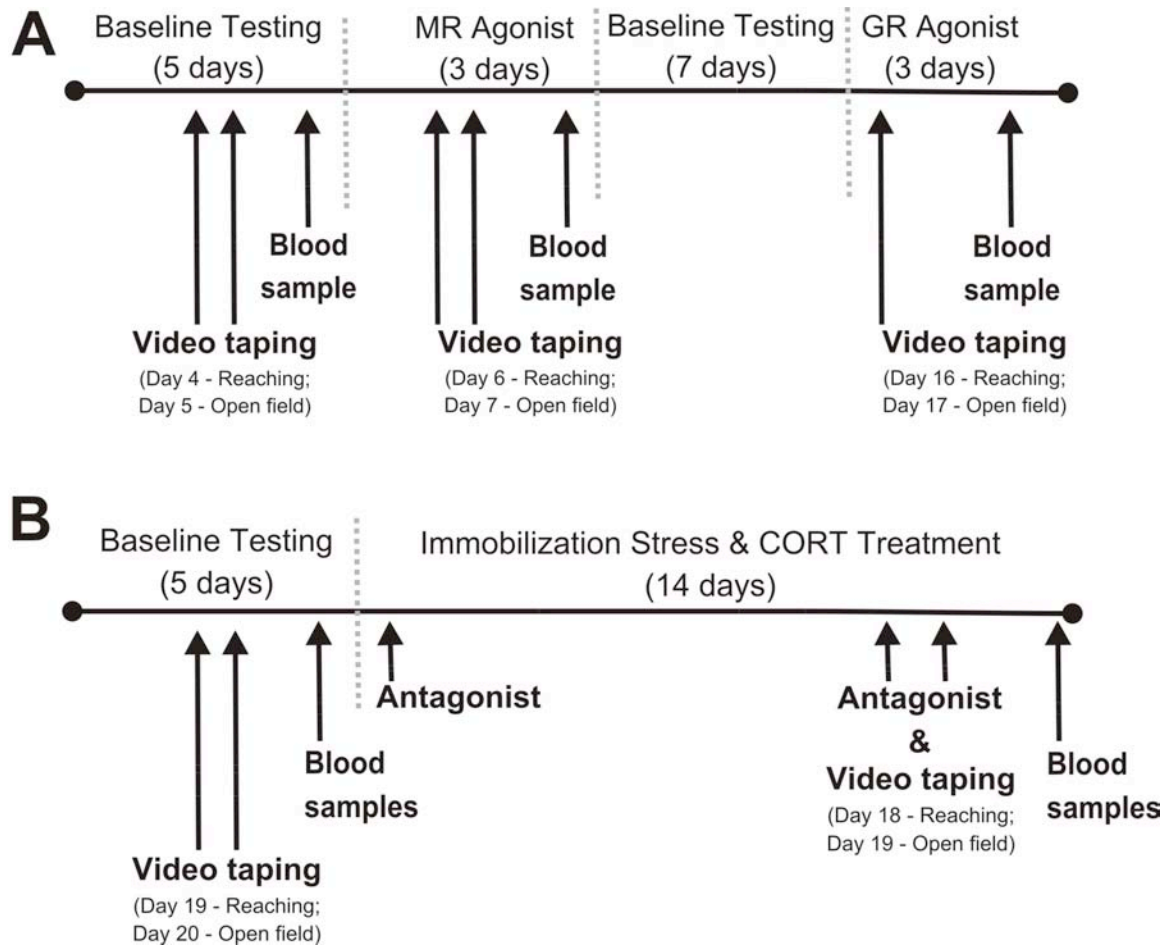 A
Baseline Testing
(5 days)
MR Agonist
(3 days)
Baseline Testing
(7 days)
GR Agonist
(3 days)
Blood
sample
Blood
sample
Blood
sample
Video taping
(Day 4 - Reaching;
Day 5 - Open field)
Video taping
(Day 6 - Reaching;
Day 7 - Open field)
Video taping
(Day 16 - Reaching;
Day 17 - Open field)
B
Baseline Testing
(5 days)
Immobilization Stress & CORT Treatment
(14 days)
Antagonist
Blood
samples
Video taping
(Day 19 - Reaching;
Day 20 - Open field)
Antagonist
&
Video taping
(Day 18 - Reaching;
Day 19 - Open field)
Blood
samples